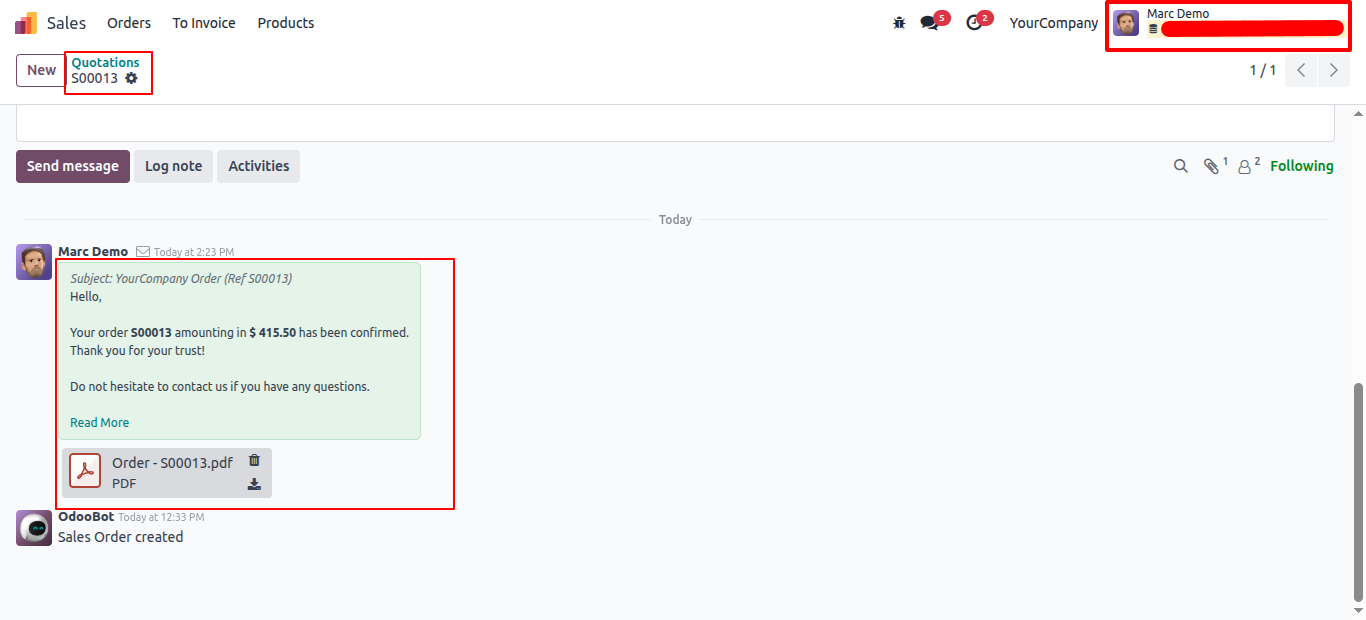 Sales Orders To Invoice Products 5 2 YourCompany Marc Demo
New Quotations
S00013
1 / 1
Send message Log note Activities 1 2 Following
Today
Marc Demo Today at 2:23 PM
Subject: YourCompany Order (Ref S00013)
Hello,
Your order S00013 amounting in $ 415.50 has been confirmed.
Thank you for your trust!
Do not hesitate to contact us if you have any questions.
Read More
Order - S00013.pdf
PDF
OdooBot Today at 12:33 PM
Sales Order created